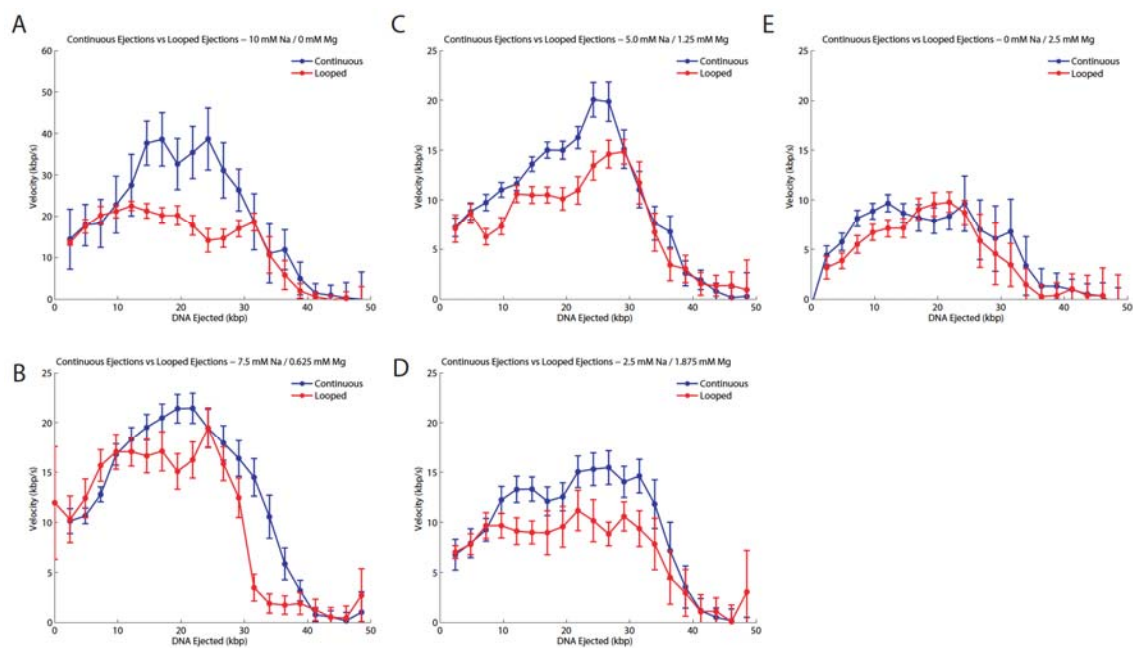 A
Continuous Ejections vs Looped Ejections – 10 mM Na / 0 mM Mg
Continuous
Looped
60
50
40
30
20
10
0
Velocity (kbp/s)
0 10 20 30 40 50
DNA Ejected (kbp)
C
Continuous Ejections vs Looped Ejections – 5.0 mM Na / 1.25 mM Mg
Continuous
Looped
25
20
15
10
5
0
Velocity (kbp/s)
0 10 20 30 40 50
DNA Ejected (kbp)
E
Continuous Ejections vs Looped Ejections – 0 mM Na / 2.5 mM Mg
Continuous
Looped
25
20
15
10
5
0
Velocity (kbp/s)
0 10 20 30 40 50
DNA Ejected (kbp)
B
Continuous Ejections vs Looped Ejections – 7.5 mM Na / 0.625 mM Mg
Continuous
Looped
25
20
15
10
5
0
Velocity (kbp/s)
0 10 20 30 40 50
DNA Ejected (kbp)
D
Continuous Ejections vs Looped Ejections – 2.5 mM Na / 1.875 mM Mg
Continuous
Looped
25
20
15
10
5
0
Velocity (kbp/s)
0 10 20 30 40 50
DNA Ejected (kbp)